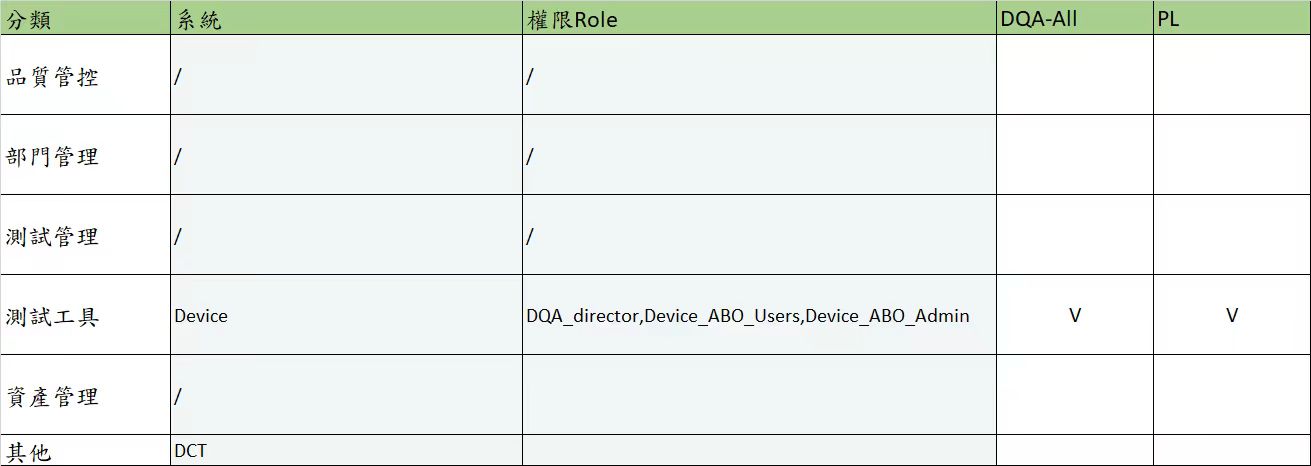 分類 系統 權限Role DQA-All PL
品質管控 / /
部門管理 / /
測試管理 / /
測試工具 Device DQA_director,Device_ABO_Users,Device_ABO_Admin V V
資產管理 /
其他 DCT